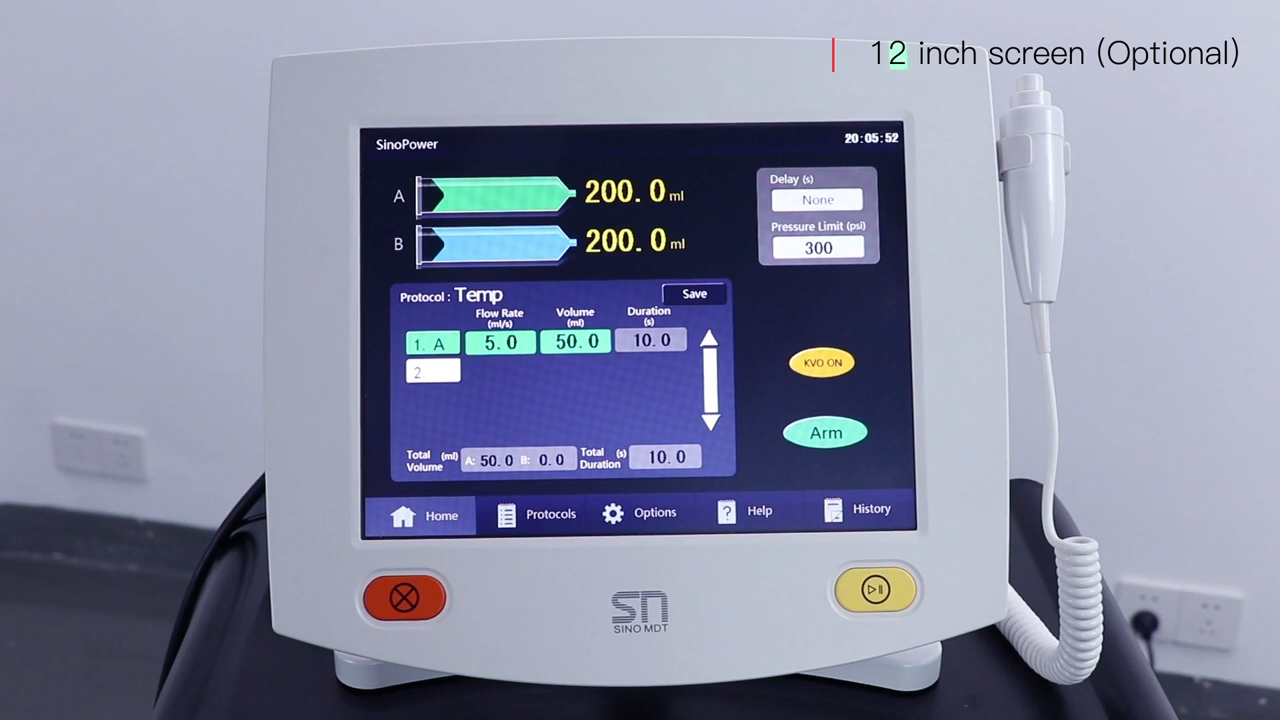 12 inch screen (Optional)
SinoPower
20:05:52
A 200.0 ml
B 200.0 ml
Delay (s)
None
Pressure Limit (psi)
300
Protocol : Temp
Save
Flow Rate (ml/s)
Volume (ml)
Duration (s)
1. A 5.0 50.0 10.0
2
Total Volume (ml) A: 50.0 B: 0.0
Total Duration (s) 10.0
KVO ON
Arm
Home Protocols Options ? Help History
SN
SINO MDT